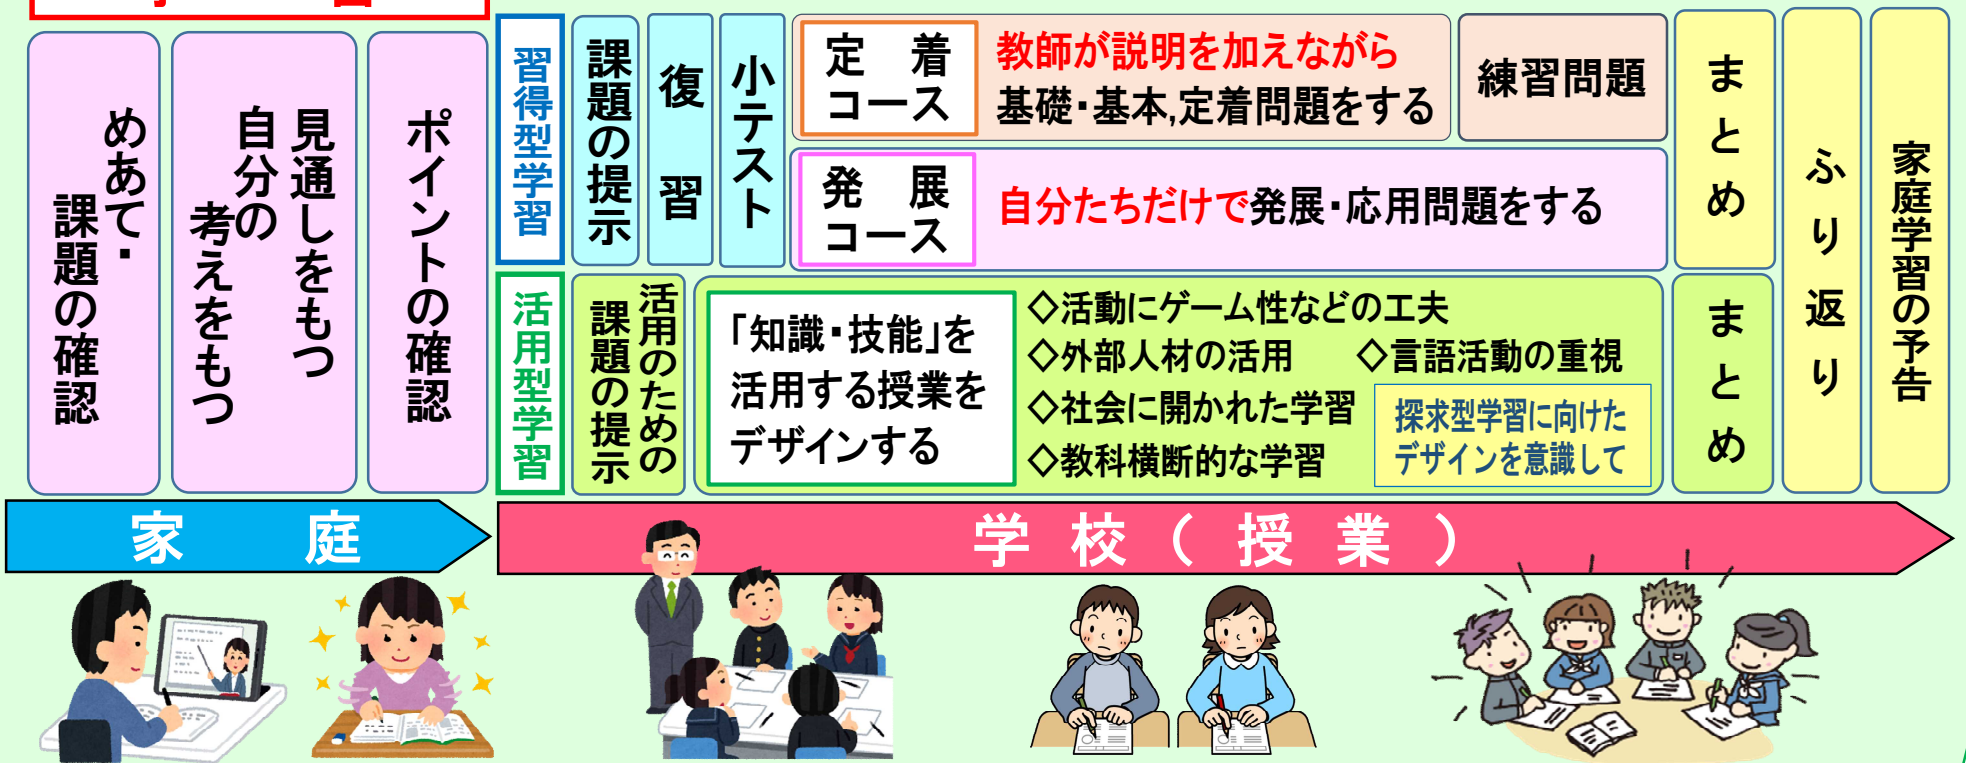 めあて・
課題の確認
見通しをもつ
自分の
考えをもつ
ポイントの確認
習得型学習
課題の提示
復習
小テスト
定着
コース
教師が説明を加えながら
基礎・基本,定着問題をする
練習問題
発展
コース
自分たちだけで発展・応用問題をする
まとめ
活用型学習
活用のための
課題の提示
「知識・技能」を
活用する授業を
デザインする
◇活動にゲーム性などの工夫
◇外部人材の活用 ◇言語活動の重視
◇社会に開かれた学習
◇教科横断的な学習
探求型学習に向けた
デザインを意識して
まとめ
ふり返り
家庭学習の予告
家庭
学校(授業)